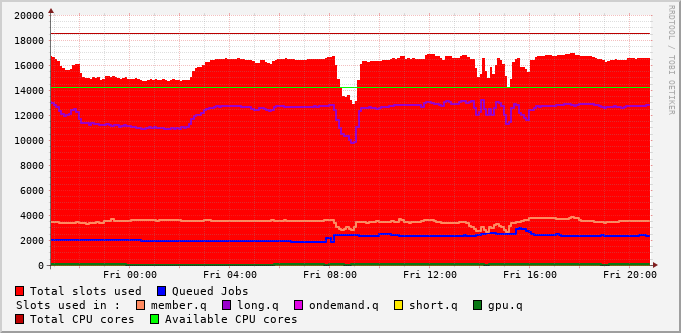 20000
18000
16000
14000
12000
10000
8000
6000
4000
2000
0
Fri 00:00 Fri 04:00 Fri 08:00 Fri 12:00 Fri 16:00 Fri 20:00
RRDTOOL / TOBI OETIKER
Total slots used Queued Jobs
Slots used in : member.q long.q ondemand.q short.q gpu.q
Total CPU cores Available CPU cores